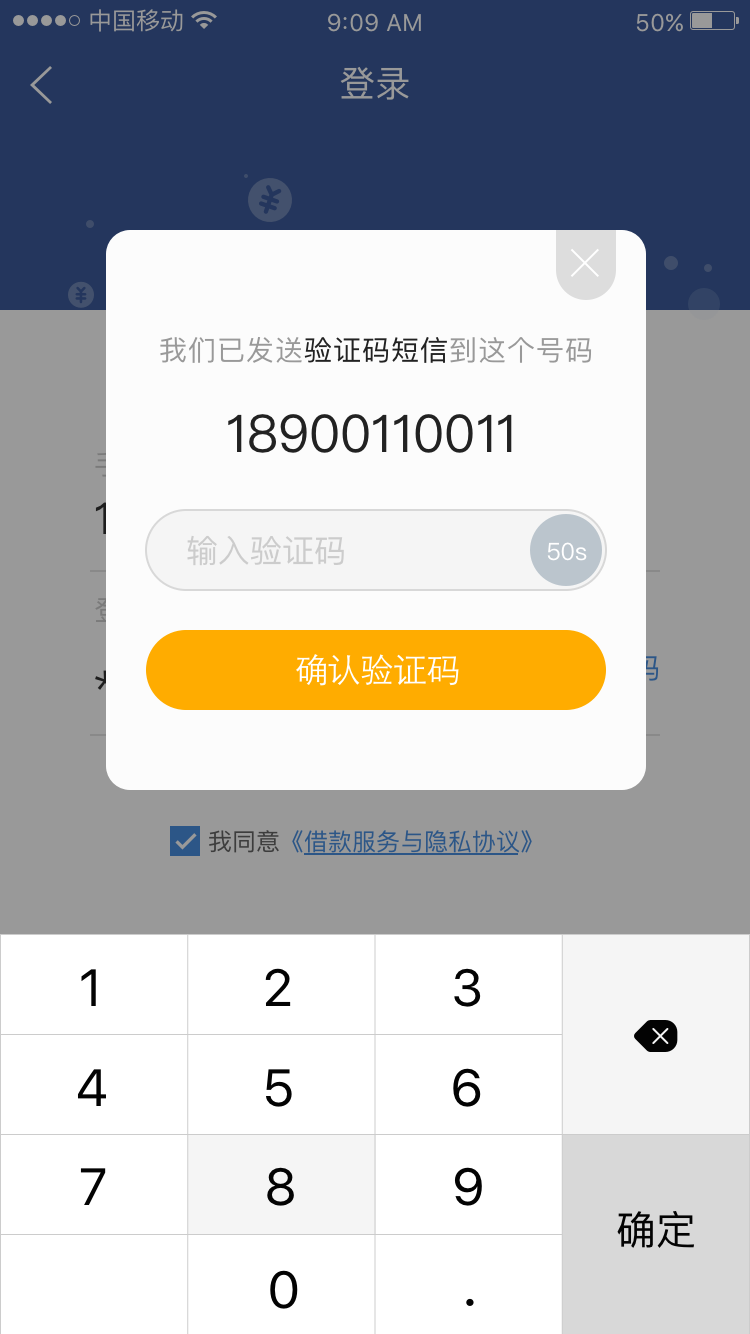 中国移动 9:09 AM 50%
登录
我们已发送验证码短信到这个号码
18900110011
输入验证码 50s
确认验证码
码
我同意《借款服务与隐私协议》
1 2 3
4 5 6
7 8 9 确定
0 .